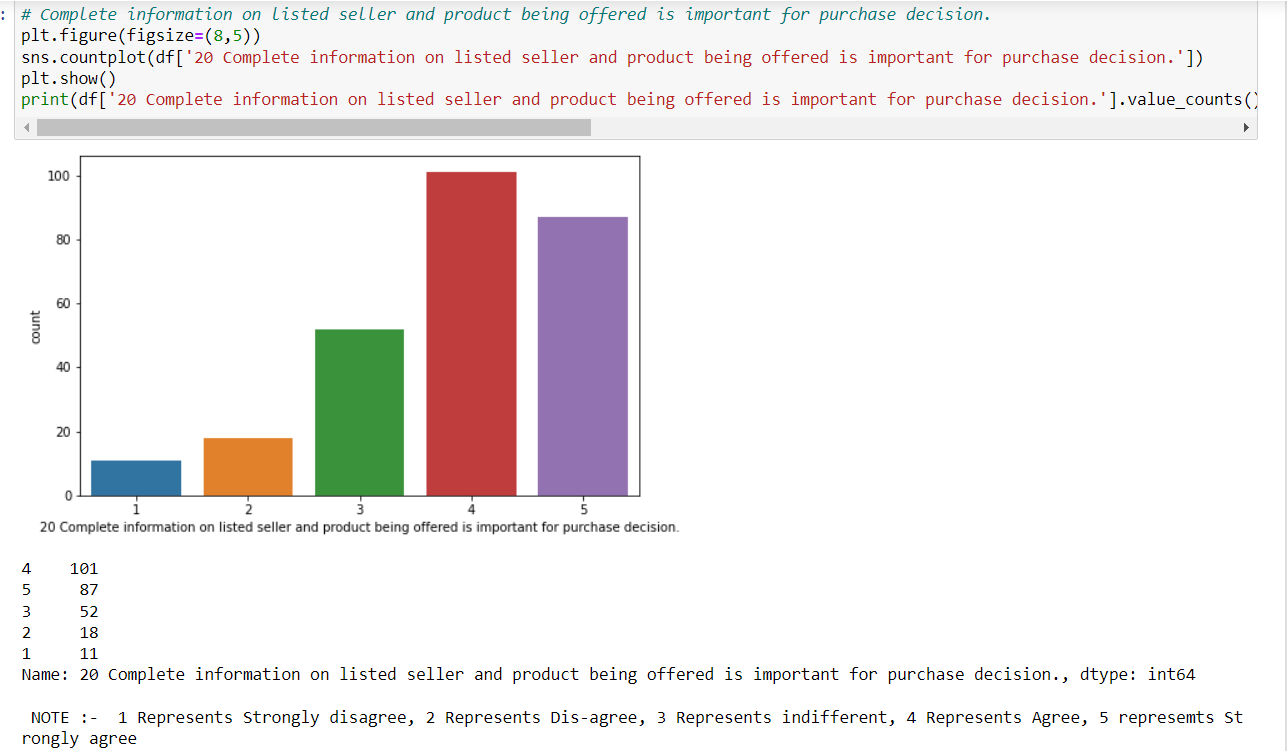 : # Complete information on listed seller and product being offered is important for purchase decision.
plt.figure(figsize=(8,5))
sns.countplot(df['20 Complete information on listed seller and product being offered is important for purchase decision.'])
plt.show()
print(df['20 Complete information on listed seller and product being offered is important for purchase decision.'].value_counts()
100
80
60
40
20
0
count
1 2 3 4 5
20 Complete information on listed seller and product being offered is important for purchase decision.
4 101
5 87
3 52
2 18
1 11
Name: 20 Complete information on listed seller and product being offered is important for purchase decision., dtype: int64
NOTE :- 1 Represents Strongly disagree, 2 Represents Dis-agree, 3 Represents indifferent, 4 Represents Agree, 5 represemts St
rongly agree